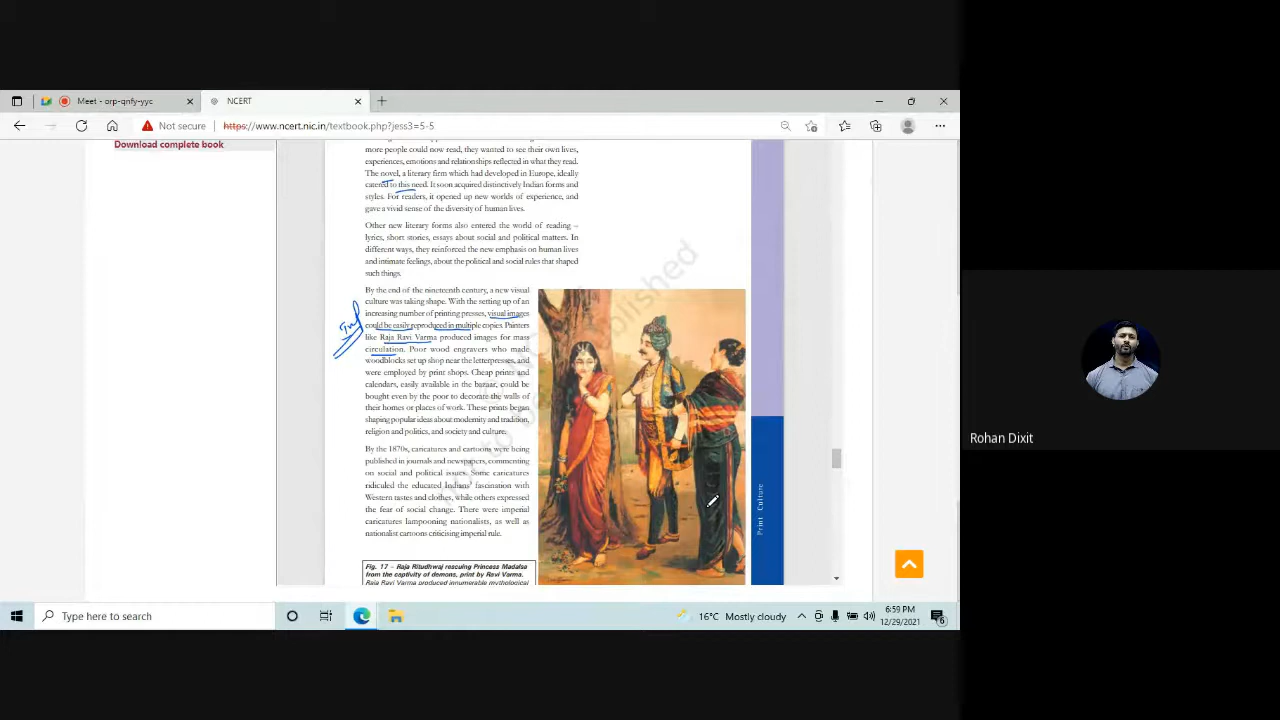 Meet - orp-qnfy-yyc
NCERT
Not secure
https://www.ncert.nic.in/textbook.php?jess3=5-5
Download complete book
more people could now read, they wanted to see their own lives,
experiences, emotions and relationships reflected in what they read.
The novel, a literary firm which had developed in Europe, ideally
catered to this need. It soon acquired distinctively Indian forms and
styles. For readers, it opened up new worlds of experience, and
gave a vivid sense of the diversity of human lives.
Other new literary forms also entered the world of reading –
lyrics, short stories, essays about social and political matters. In
different ways, they reinforced the new emphasis on human lives
and intimate feelings, about the political and social rules that shaped
such things.
By the end of the nineteenth century, a new visual
culture was taking shape. With the setting up of an
increasing number of printing presses, visual images
could be easily reproduced in multiple copies. Painters
like Raja Ravi Varma produced images for mass
circulation. Poor wood engravers who made
woodblocks set up shop near the letterpresses, and
were employed by print shops. Cheap prints and
calendars, easily available in the bazaar, could be
bought even by the poor to decorate the walls of
their homes or places of work. These prints began
shaping popular ideas about modernity and tradition,
religion and politics, and society and culture.
By the 1870s, caricatures and cartoons were being
published in journals and newspapers, commenting
on social and political issues. Some caricatures
ridiculed the educated Indians' fascination with
Western tastes and clothes, while others expressed
the fear of social change. There were imperial
caricatures lampooning nationalists, as well as
nationalist cartoons criticising imperial rule.
Fig. 17 – Raja Ritudhwaj rescuing Princess Madalsa
from the captivity of demons, print by Ravi Varma.
Raja Ravi Varma produced innumerable mythological
Print Culture
Rohan Dixit
Type here to search
16°C Mostly cloudy
6:59 PM
12/29/2021
6